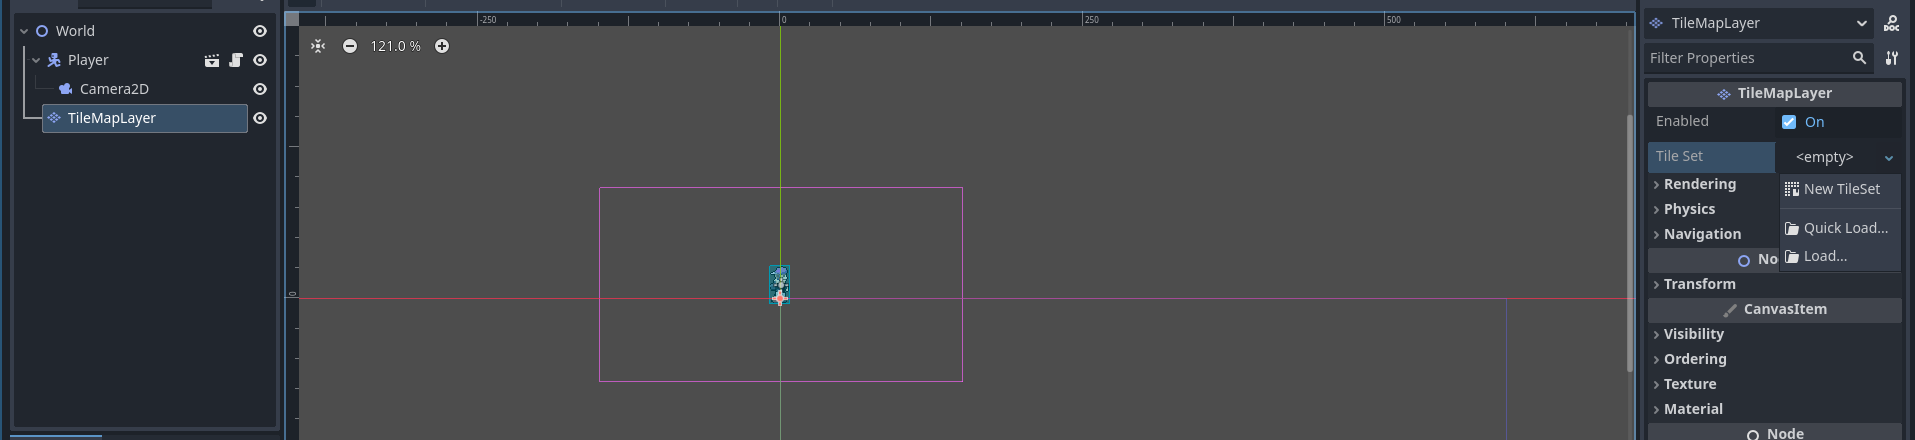 World
Player
Camera2D
TileMapLayer
-250
0
250
500
121.0 %
0
TileMapLayer
Filter Properties
TileMapLayer
Enabled
On
Tile Set
<empty>
New TileSet
Quick Load...
Load...
Rendering
Physics
Navigation
No
Transform
CanvasItem
Visibility
Ordering
Texture
Material
Node
DOC